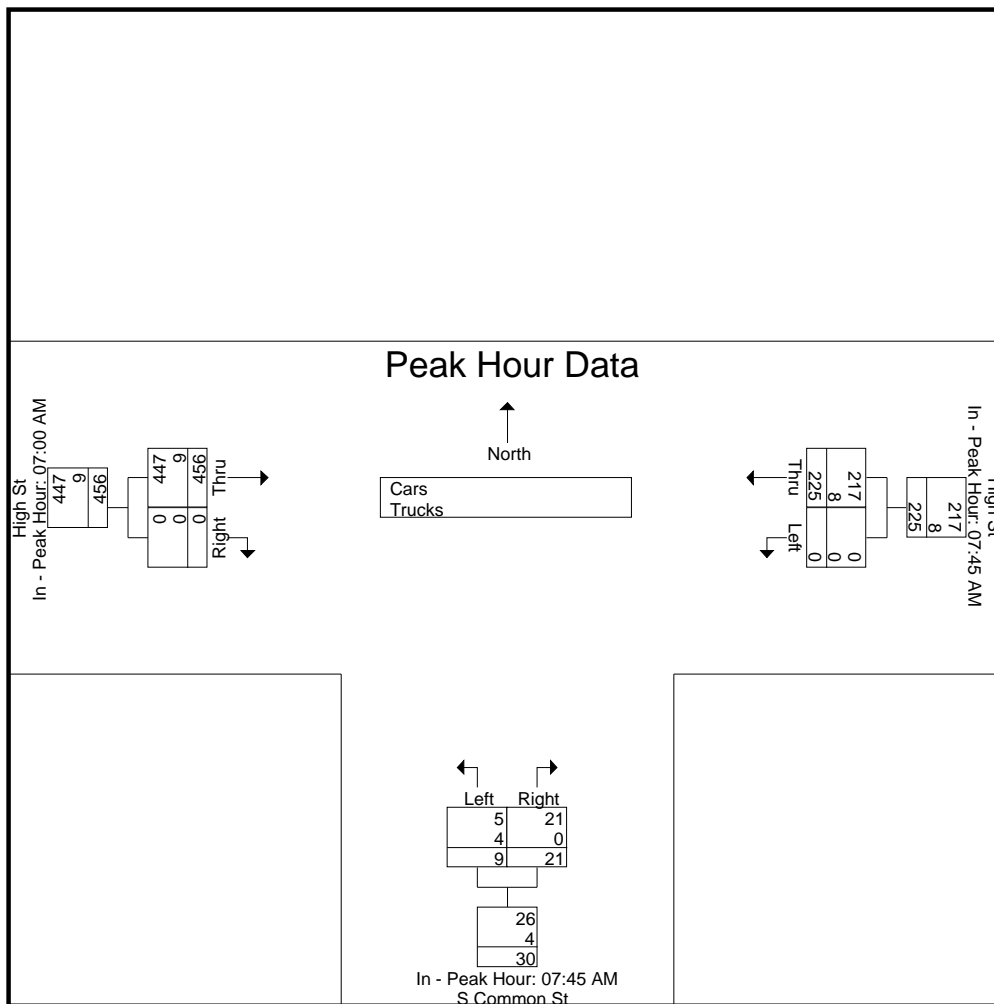 Peak Hour Data
North
Cars
Trucks
High St
In - Peak Hour: 07:00 AM
447
9
456
447
9
456
0
0
0
Thru
Right
High St
In - Peak Hour: 07:45 AM
217
8
225
217
8
225
0
0
0
Thru
Left
Left Right
5 21
4 0
9 21
26
4
30
In - Peak Hour: 07:45 AM
S Common St